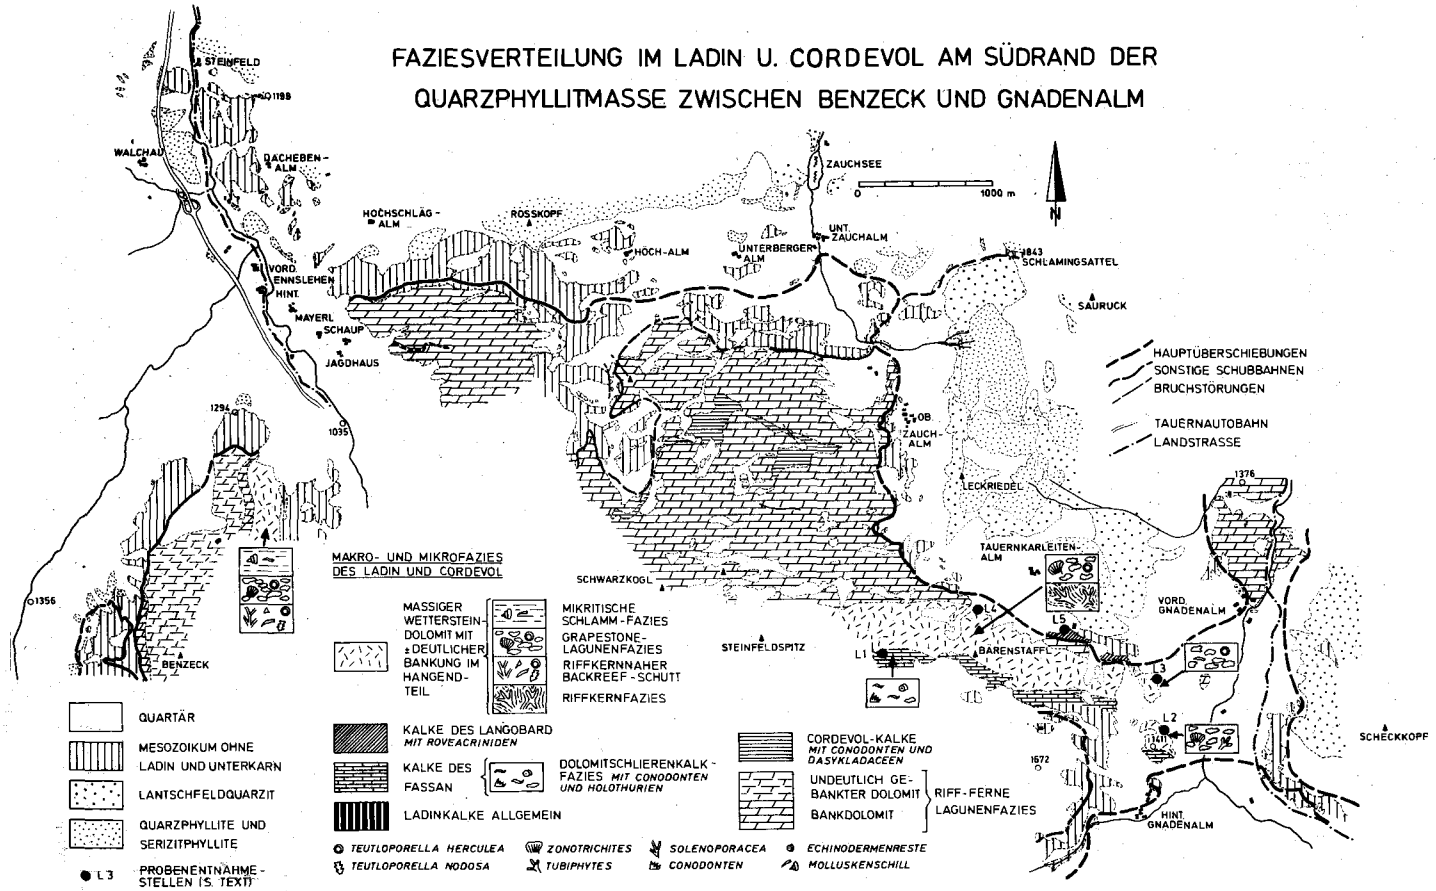 FAZIESVERTEILUNG IM LADIN U. CORDEVOL AM SÜDRAND DER
QUARZPHYLLITMASSE ZWISCHEN BENZECK UND GNADENALM
STEINFELD
1198
WALCHAU
DACHEBEN-
ALM
HOCHSCHLÄG-
ALM
ROSSKOPF
HÖCH-ALM
UNTERBERGER
ALM
ZAUCHSEE
UNT.
ZAUCHALM
0
1000 m
N
1843
SCHLAMINGSATTEL
SAURUCK
VORD.
ENNSLEHEN
HINT.
MAYERL
SCHAUP
JAGDHAUS
1294
1035
HAUPTÜBERSCHIEBUNGEN
SONSTIGE SCHUBBAHNEN
BRUCHSTÖRUNGEN
TAUERNAUTOBAHN
LANDSTRASSE
OB.
ZAUCH-
ALM
LECKRIEDEL
1376
TAUERNKARLEITEN-
ALM
SCHWARZKOGL
STEINFELDSPITZ
VORD.
GNADENALM
L4
L5
L1
BÄRENSTAFFL
L3
L2
1411
1672
SCHECKKOPF
HINT.
GNADENALM
1356
BENZECK
MAKRO- UND MIKROFAZIES
DES LADIN UND CORDEVOL
MASSIGER
WETTERSTEIN-
DOLOMIT MIT
± DEUTLICHER
BANKUNG IM
HANGEND-
TEIL
MIKRITISCHE
SCHLAMM-FAZIES
GRAPESTONE-
LAGUNENFAZIES
RIFFKERNNAHER
BACKREEF-SCHUTT
RIFFKERNFAZIES
QUARTÄR
MESOZOIKUM OHNE
LADIN UND UNTERKARN
LANTSCHFELDQUARZIT
QUARZPHYLLITE UND
SERIZITPHYLLITE
L3 PROBENENTNAHME-
STELLEN (S. TEXT)
KALKE DES LANGOBARD
MIT ROVEACRINIDEN
KALKE DES
FASSAN
DOLOMITSCHLIERENKALK-
FAZIES MIT CONODONTEN
UND HOLOTHURIEN
LADINKALKE ALLGEMEIN
CORDEVOL-KALKE
MIT CONODONTEN UND
DASYKLADACEEN
UNDEUTLICH GE-
BANKTER DOLOMIT
BANKDOLOMIT
RIFF-FERNE
LAGUNENFAZIES
TEUTLOPORELLA HERCULEA
ZONOTRICHITES
SOLENOPORACEA
ECHINODERMENRESTE
TEUTLOPORELLA NODOSA
TUBIPHYTES
CONODONTEN
MOLLUSKENSCHILL